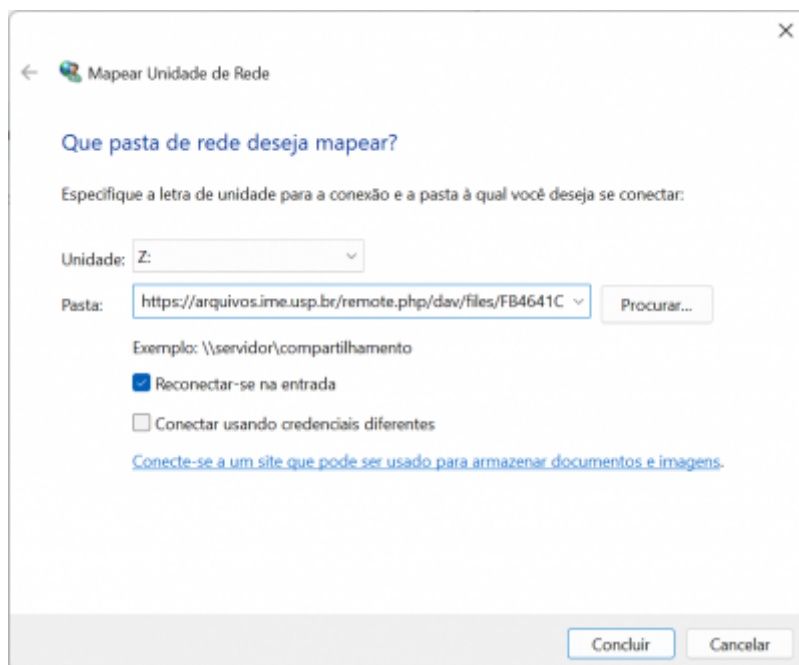 Mapear Unidade de Rede
Que pasta de rede deseja mapear?
Especifique a letra de unidade para a conexão e a pasta à qual você deseja se conectar:
Unidade: Z:
Pasta: https://arquivos.ime.usp.br/remote.php/dav/files/FB4641C Procurar...
Exemplo: \\servidor\compartilhamento
Reconectar-se na entrada
Conectar usando credenciais diferentes
Conecte-se a um site que pode ser usado para armazenar documentos e imagens.
Concluir Cancelar